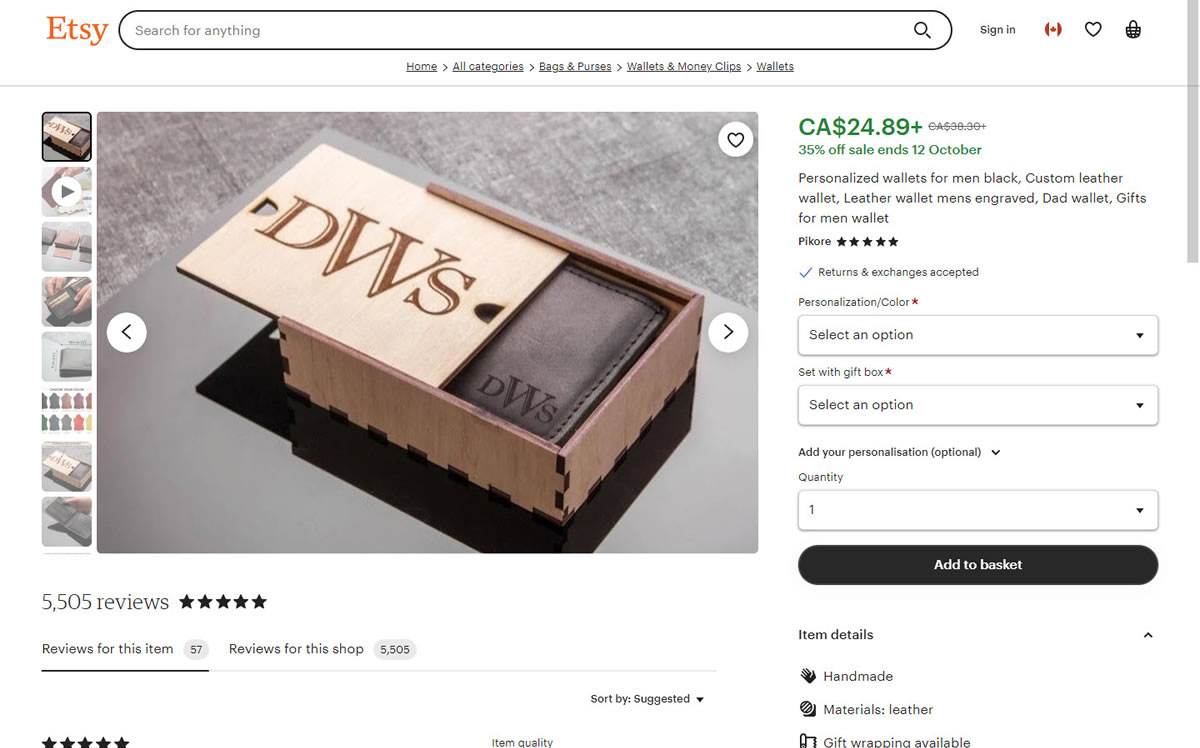 Etsy
Search for anything
Sign in
Home > All categories > Bags & Purses > Wallets & Money Clips > Wallets
DWS
DWS
CA$24.89+ CA$38.30+
35% off sale ends 12 October
Personalized wallets for men black, Custom leather
wallet, Leather wallet mens engraved, Dad wallet, Gifts
for men wallet
Pikore
Returns & exchanges accepted
Personalization/Color*
Select an option
Set with gift box*
Select an option
Add your personalisation (optional)
Quantity
1
Add to basket
5,505 reviews
Reviews for this item 57 Reviews for this shop 5,505
Sort by: Suggested
Item quality
Item details
Handmade
Materials: leather
Gift wrapping available